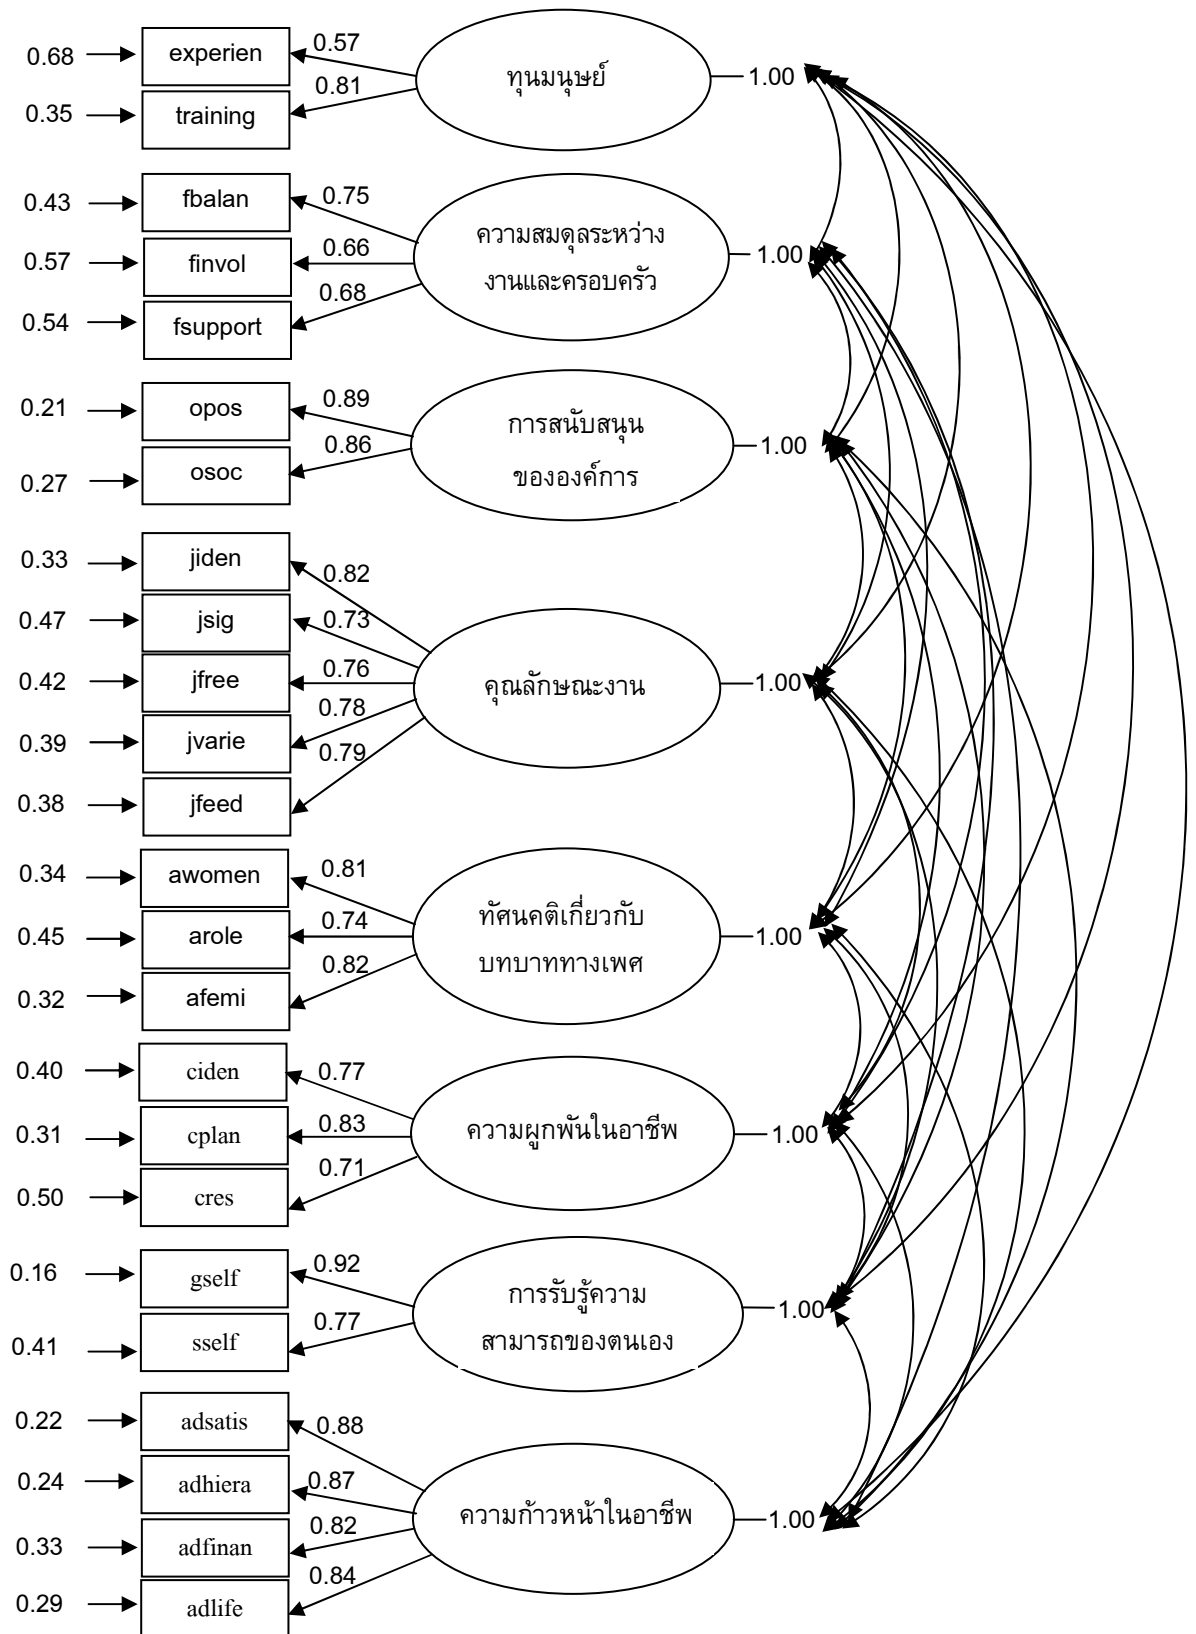 0.68 experien 0.57 ทุนมนุษย์ 1.00
0.35 training 0.81
0.43 fbalan 0.75
ความสมดุลระหว่าง
0.57 finvol 0.66 งานและครอบครัว 1.00
0.54 fsupport 0.68
0.21 opos 0.89 การสนับสนุน
1.00
0.27 osoc 0.86 ขององค์การ
0.33 jiden 0.82
0.47 jsig 0.73
0.42 jfree 0.76 คุณลักษณะงาน 1.00
0.39 jvarie 0.78
0.38 jfeed 0.79
0.34 awomen 0.81
ทัศนคติเกี่ยวกับ
0.45 arole 0.74 1.00
บทบาททางเพศ
0.32 afemi 0.82
0.40 ciden 0.77
0.31 cplan 0.83 ความผูกพันในอาชีพ 1.00
0.50 cres 0.71
0.16 gself 0.92 การรับรู้ความ
1.00
0.41 sself 0.77 สามารถของตนเอง
0.22 adsatis 0.88
0.24 adhiera 0.87
ความก้าวหน้าในอาชีพ 1.00
0.33 adfinan 0.82
0.29 adlife 0.84